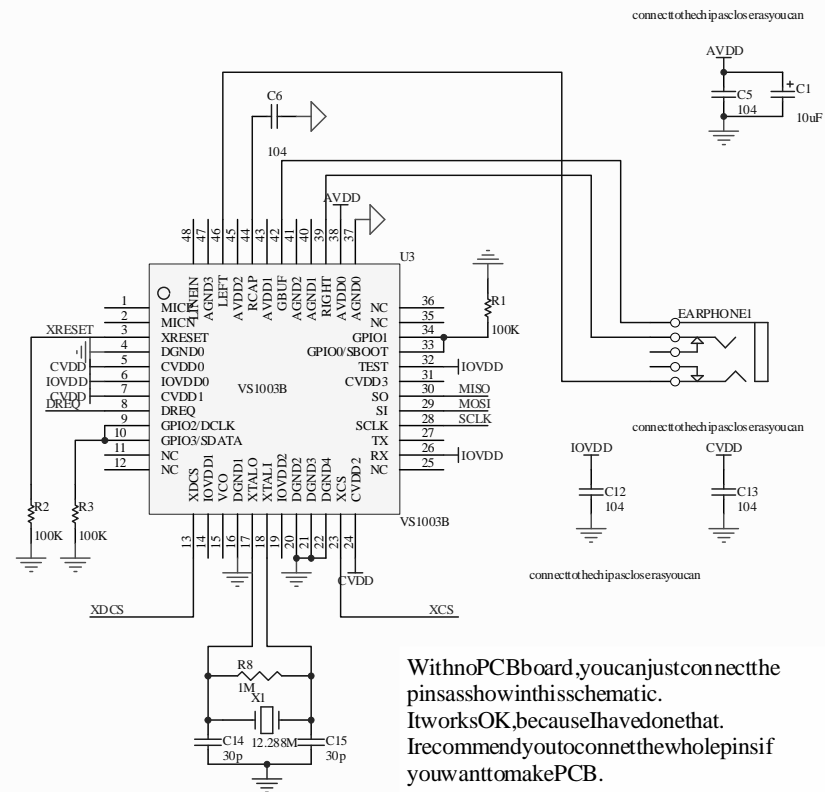 connecttothechipascloserasyoucan
AVDD
C5
104
C1
10uF
C6
104
AVDD
48
47
46
45
44
43
42
41
40
39
38
37
U3
LINEIN
AGND3
LEFT
AVDD2
RCAP
AVDD1
GBUF
AGND2
AGND1
RIGHT
AVDD0
AGND0
1
MICP
2
MICN
XRESET
3
XRESET
4
DGND0
CVDD
5
CVDD0
IOVDD
6
IOVDD0
CVDD
7
CVDD1
DREQ
8
DREQ
9
GPIO2/DCLK
10
GPIO3/SDATA
11
NC
12
NC
VS1003B
NC
36
NC
35
GPIO1
34
GPIO0/SBOOT
33
TEST
32
IOVDD
CVDD3
31
SO
30
MISO
SI
29
MOSI
SCLK
28
SCLK
TX
27
RX
26
IOVDD
NC
25
R1
100K
EARPHONE1
XDCS
IOVDD1
VCO
DGND1
XTALO
XTALI
IOVDD2
DGND2
DGND3
DGND4
XCS
CVDD2
VS1003B
13
14
15
16
17
18
19
20
21
22
23
24
CVDD
R2
100K
R3
100K
connecttothechipascloserasyoucan
IOVDD
C12
104
CVDD
C13
104
connecttothechipascloserasyoucan
XDCS
XCS
R8
1M
X1
12.288M
C14
30p
C15
30p
WithnoPCBboard,youcanjustconnectthe
pinsasshowinthisschematic.
ItworksOK,becauseIhavedonethat.
Irecommendyoutoconnetthewholepinsif
youwanttomakePCB.